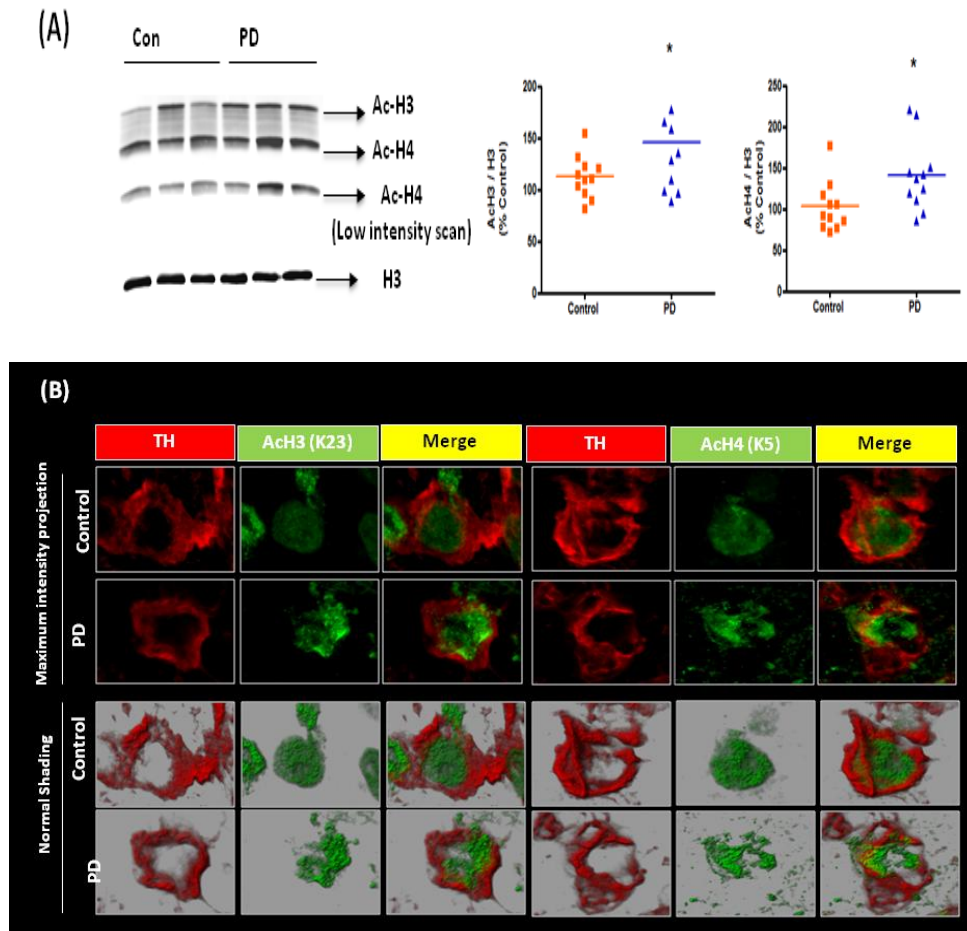 (A)
Con PD
Ac-H3
Ac-H4
Ac-H4
(Low intensity scan)
H3
*
200
150
100
50
0
AcH3 / H3
(% Control)
Control PD
*
250
200
150
100
50
0
AcH4 / H3
(% Control)
Control PD
(B)
TH AcH3 (K23) Merge TH AcH4 (K5) Merge
Maximum intensity projection
Control
PD
Normal Shading
Control
PD